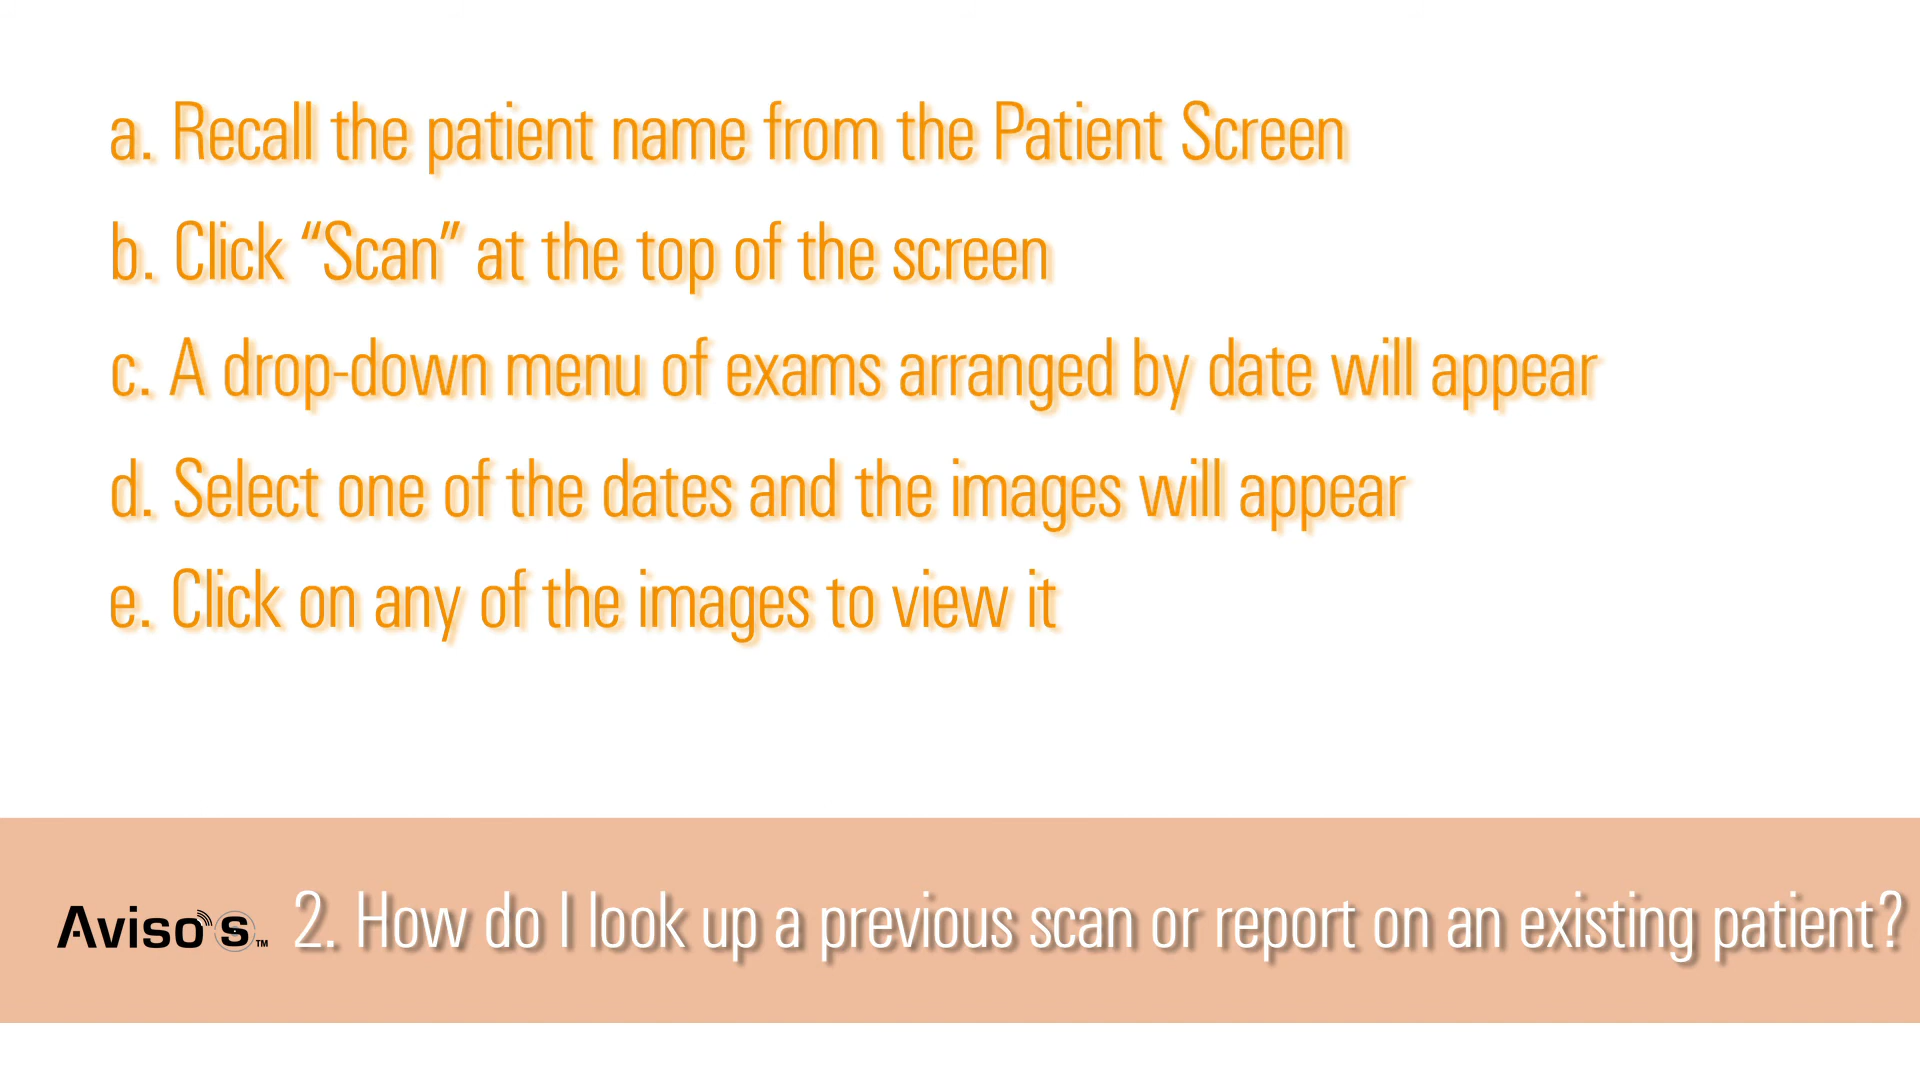 a. Recall the patient name from the Patient Screen
b. Click “Scan” at the top of the screen
c. A drop-down menu of exams arranged by date will appear
d. Select one of the dates and the images will appear
e. Click on any of the images to view it
Aviso S™ 2. How do I look up a previous scan or report on an existing patient?